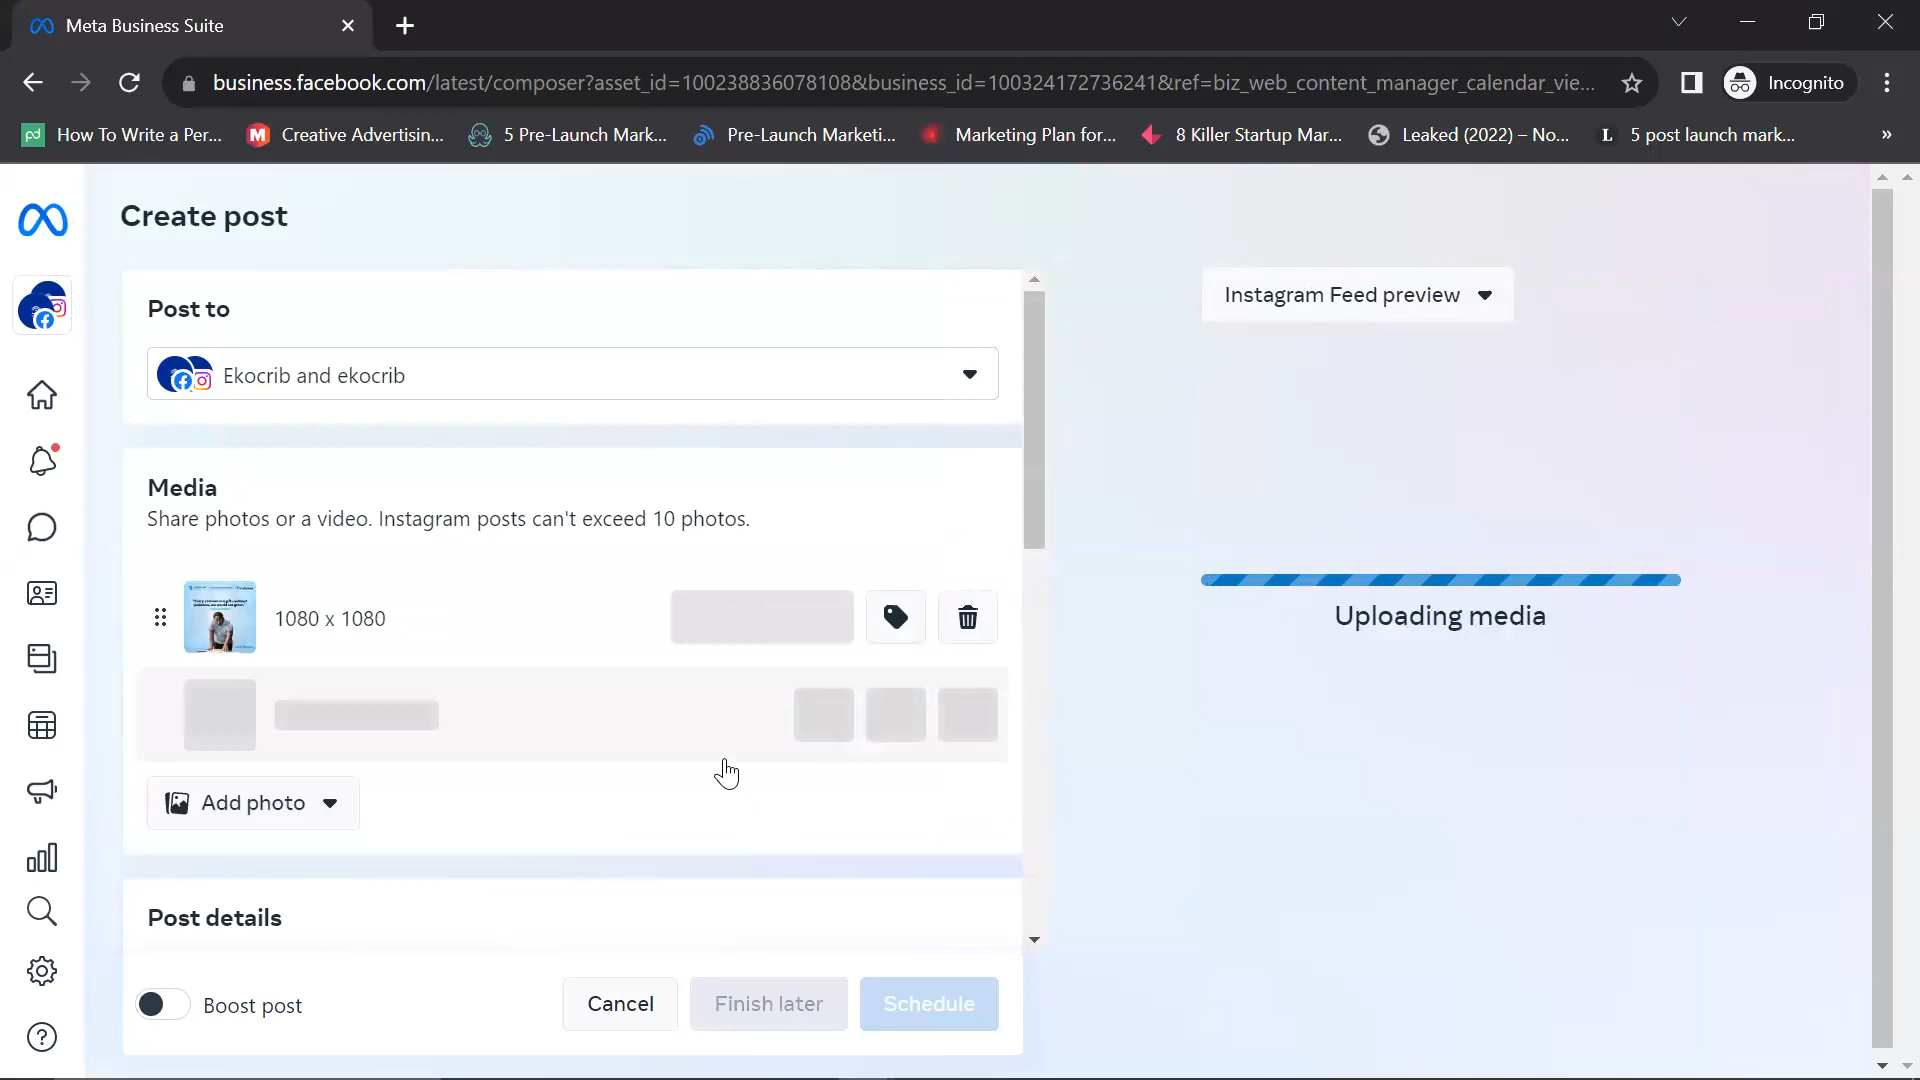 Meta Business Suite
business.facebook.com/latest/composer?asset_id=100238836078108&business_id=100324172736241&ref=biz_web_content_manager_calendar_vie...
Incognito
How To Write a Per...
Creative Advertisin...
5 Pre-Launch Mark...
Pre-Launch Marketi...
Marketing Plan for...
8 Killer Startup Mar...
Leaked (2022) – No...
5 post launch mark...
Create post
Post to
Ekocrib and ekocrib
Instagram Feed preview
Media
Share photos or a video. Instagram posts can't exceed 10 photos.
1080 x 1080
Uploading media
Add photo
Post details
Boost post
Cancel
Finish later
Schedule